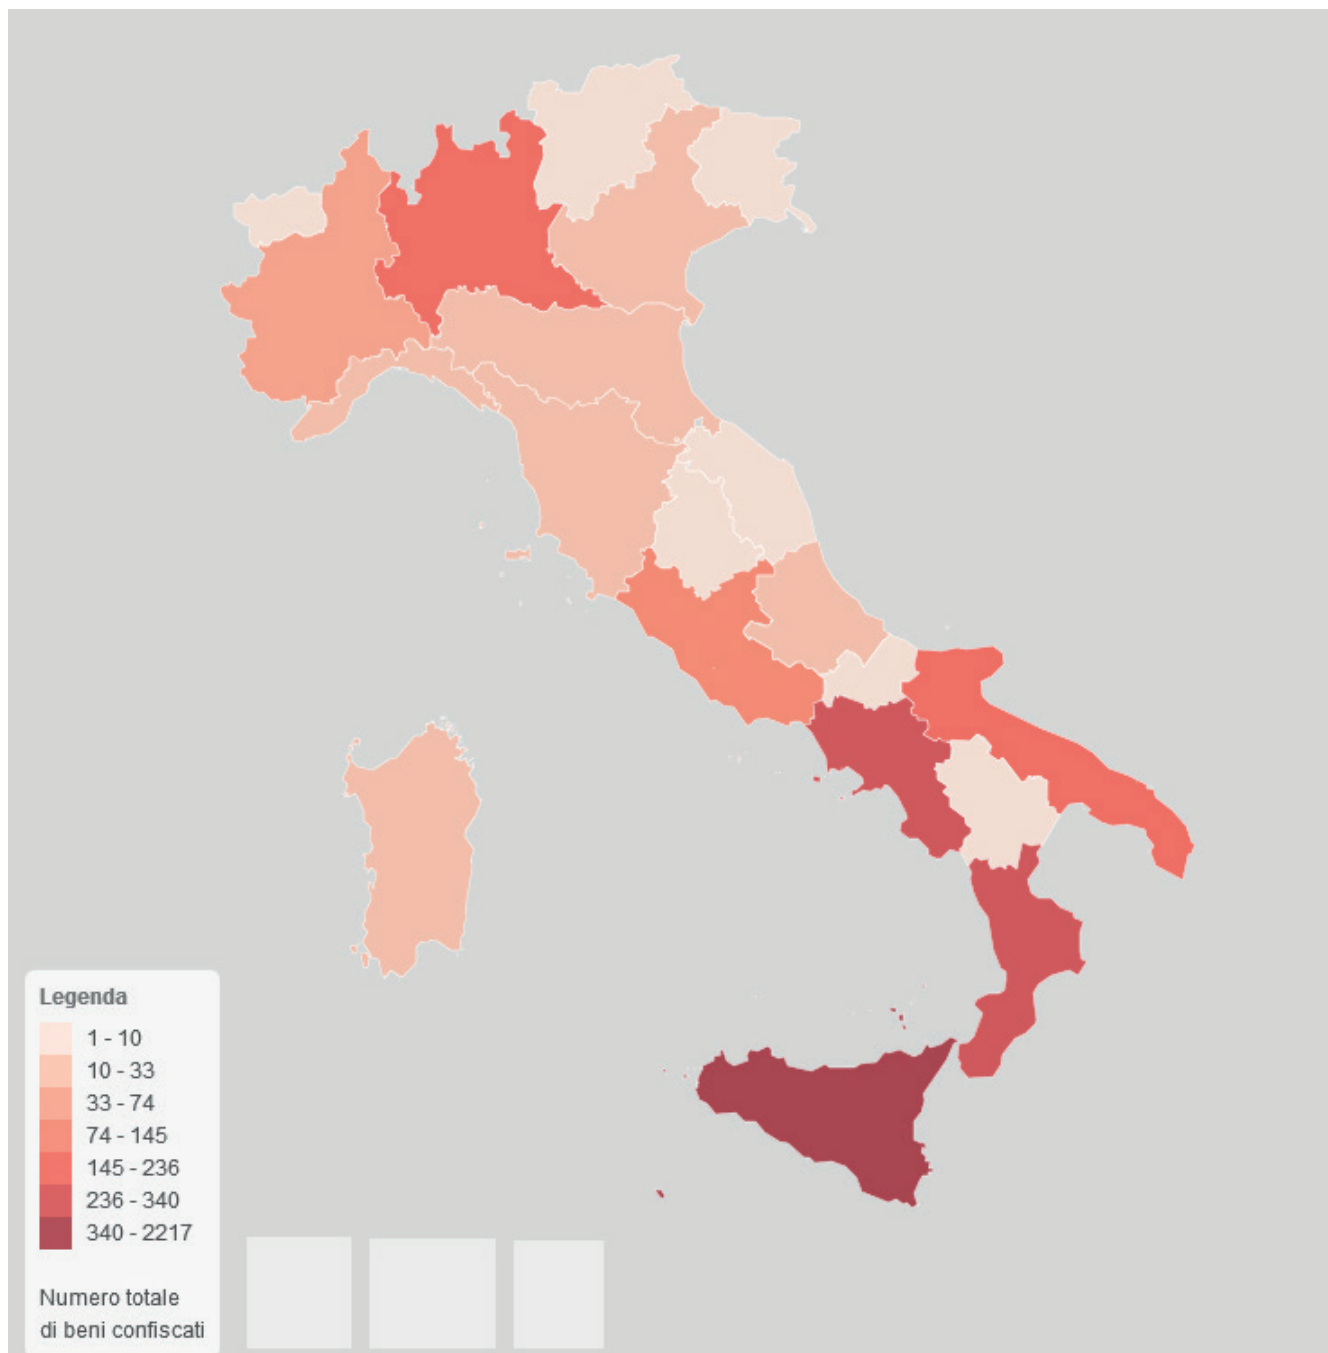 Legenda
1 - 10
10 - 33
33 - 74
74 - 145
145 - 236
236 - 340
340 - 2217
Numero totale
di beni confiscati